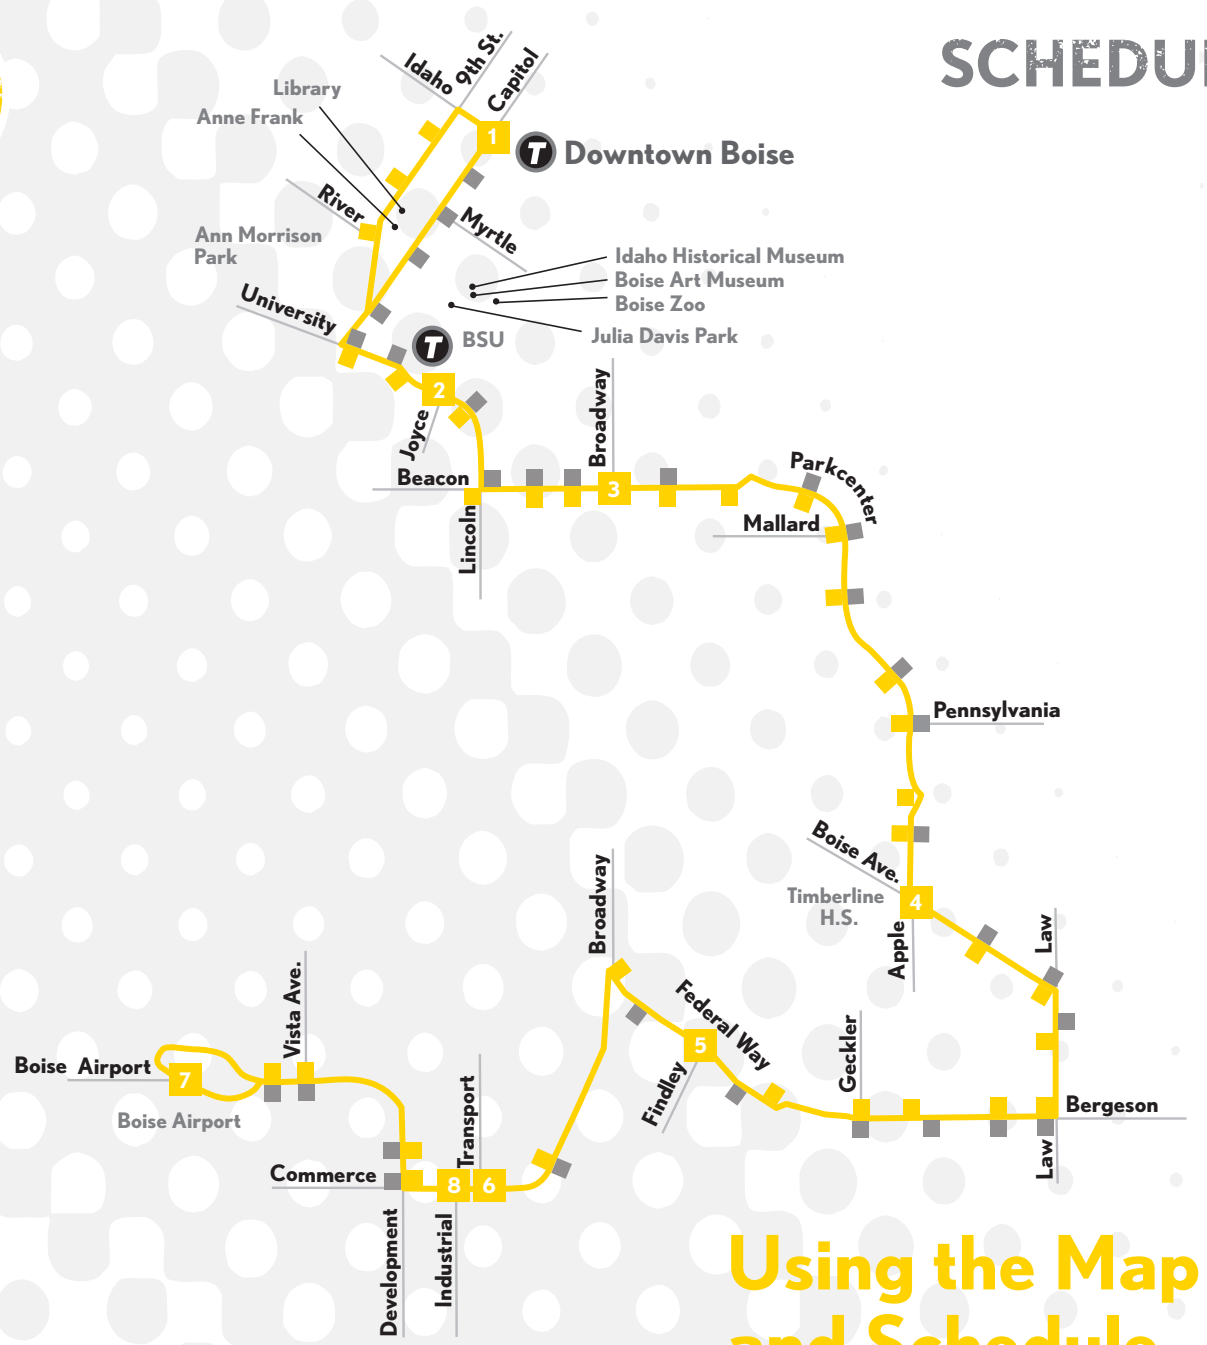 SCHEDU
Idaho
9th St.
Capitol
Library
Anne Frank
1
T
Downtown Boise
River
Myrtle
Ann Morrison
Park
Idaho Historical Museum
Boise Art Museum
Boise Zoo
Julia Davis Park
University
T
BSU
2
Joyce
Broadway
Beacon
3
Parkcenter
Lincoln
Mallard
Pennsylvania
Boise Ave.
Timberline
H.S.
4
Apple
Law
Broadway
Vista Ave.
Federal Way
5
Findley
Geckler
Boise Airport
7
Boise Airport
Bergeson
Law
Transport
Commerce
8
6
Development
Industrial
Using the Map
and Schedule